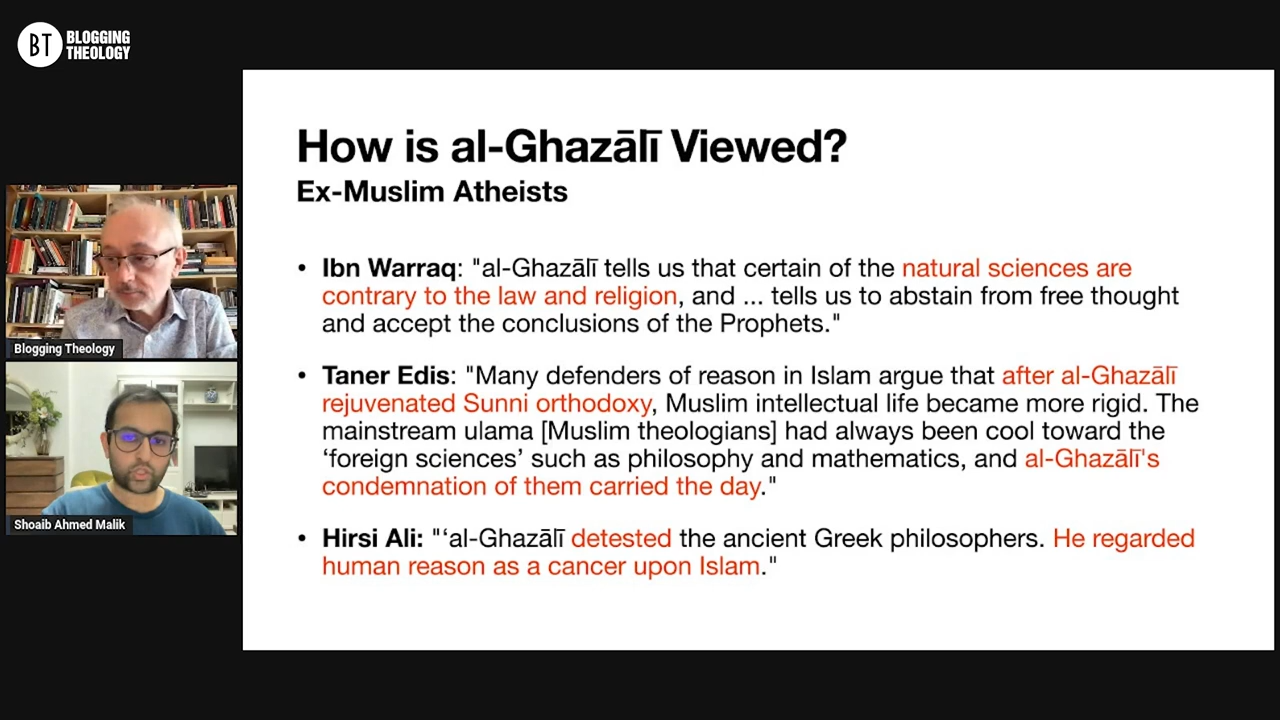 BT BLOGGING
THEOLOGY
How is al-Ghazālī Viewed?
Ex-Muslim Atheists
• Ibn Warraq: "al-Ghazālī tells us that certain of the natural sciences are
contrary to the law and religion, and ... tells us to abstain from free thought
and accept the conclusions of the Prophets."
• Taner Edis: "Many defenders of reason in Islam argue that after al-Ghazālī
rejuvenated Sunni orthodoxy, Muslim intellectual life became more rigid. The
mainstream ulama [Muslim theologians] had always been cool toward the
‘foreign sciences’ such as philosophy and mathematics, and al-Ghazālī's
condemnation of them carried the day."
• Hirsi Ali: "‘al-Ghazālī detested the ancient Greek philosophers. He regarded
human reason as a cancer upon Islam."
Blogging Theology
Shoaib Ahmed Malik